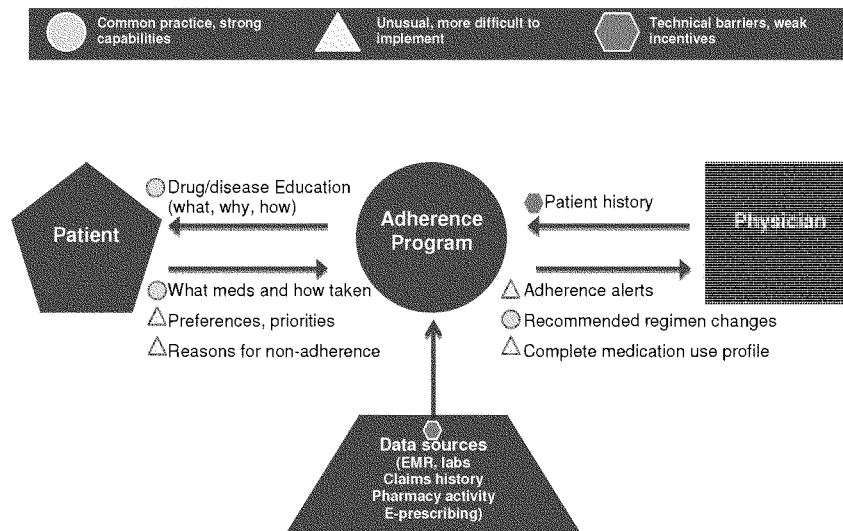 Common practice, strong
capabilities
Unusual, more difficult to
implement
Technical barriers, weak
incentives
Drug/disease Education
(what, why, how)
Patient
What meds and how taken
Preferences, priorities
Reasons for non-adherence
Adherence
Program
Patient history
Physician
Adherence alerts
Recommended regimen changes
Complete medication use profile
Data sources
(EMR, labs
Claims history
Pharmacy activity
E-prescribing)